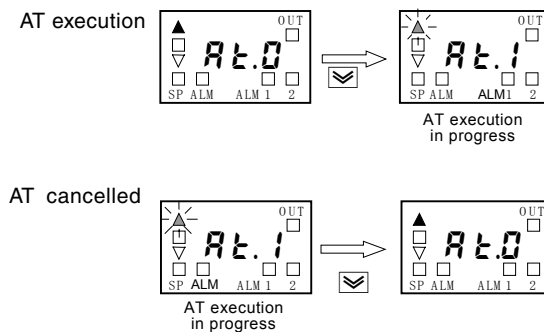 AT execution
OUT
At.0
SP ALM ALM 1 2
OUT
At.1
SP ALM ALM1 2
AT execution
in progress
AT cancelled
OUT
At.1
SP ALM ALM 1 2
AT execution
in progress
OUT
At.0
SP ALM ALM 1 2